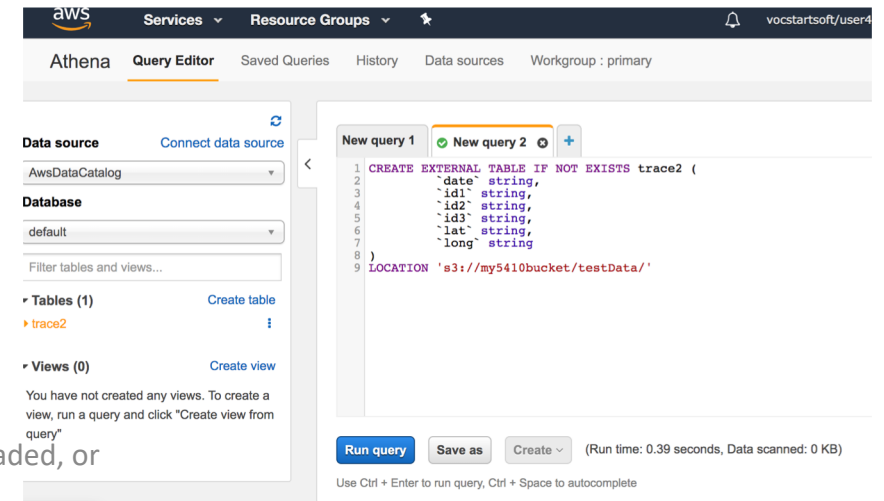 aws Services Resource Groups vocstartsoft/user4
Athena Query Editor Saved Queries History Data sources Workgroup : primary
Data source Connect data source
AwsDataCatalog
Database
default
Filter tables and views...
Tables (1) Create table
trace2
Views (0) Create view
You have not created any views. To create a
view, run a query and click "Create view from
query"
aded, or
New query 1 New query 2 +
1 CREATE EXTERNAL TABLE IF NOT EXISTS trace2 (
2 `date` string,
3 `id1` string,
4 `id2` string,
5 `id3` string,
6 `lat` string,
7 `long` string
8 )
9 LOCATION 's3://my5410bucket/testData/'
Run query Save as Create (Run time: 0.39 seconds, Data scanned: 0 KB)
Use Ctrl + Enter to run query, Ctrl + Space to autocomplete